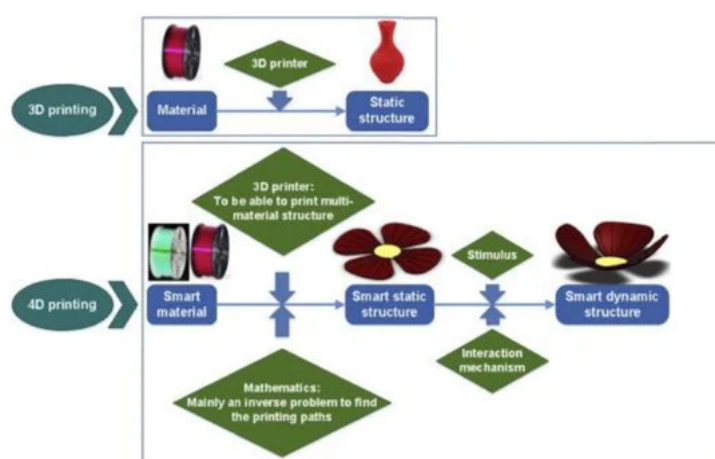 3D printing
3D printer
Material
Static
structure
4D printing
3D printer:
To be able to print multi-
material structure
Smart
material
Smart static
structure
Stimulus
Smart dynamic
structure
Interaction
mechanism
Mathematics:
Mainly an inverse problem to find
the printing paths